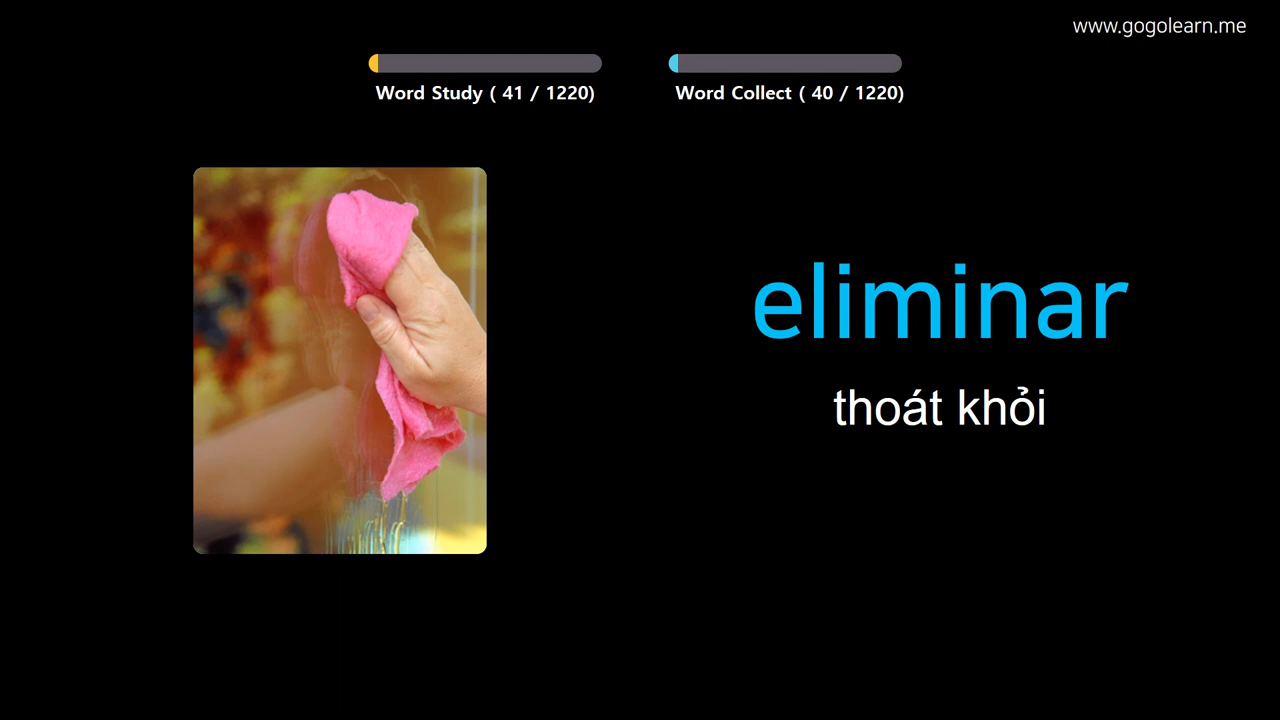 www.gogolearn.me
Word Study ( 41 / 1220)
Word Collect ( 40 / 1220)
eliminar
thoát khỏi